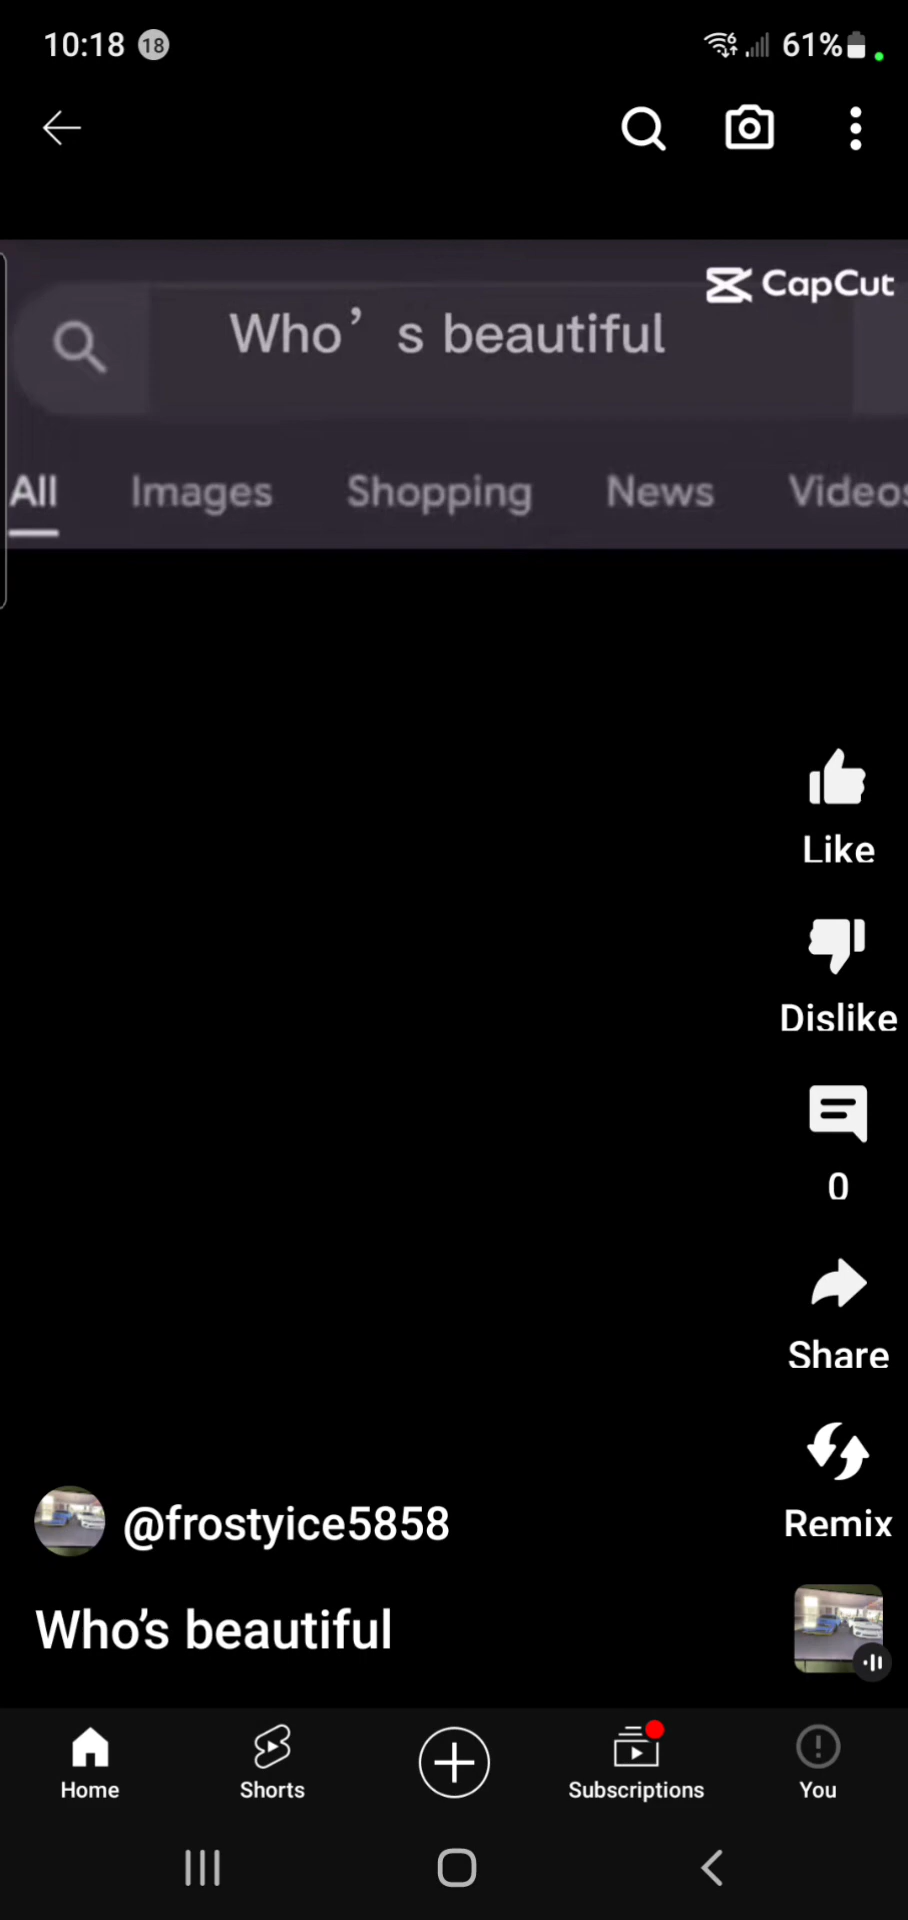 10:18 18 61%
CapCut
Who’s beautiful
All Images Shopping News Videos
Like
Dislike
0
Share
Remix
@frostyice5858
Who’s beautiful
Home Shorts Subscriptions You